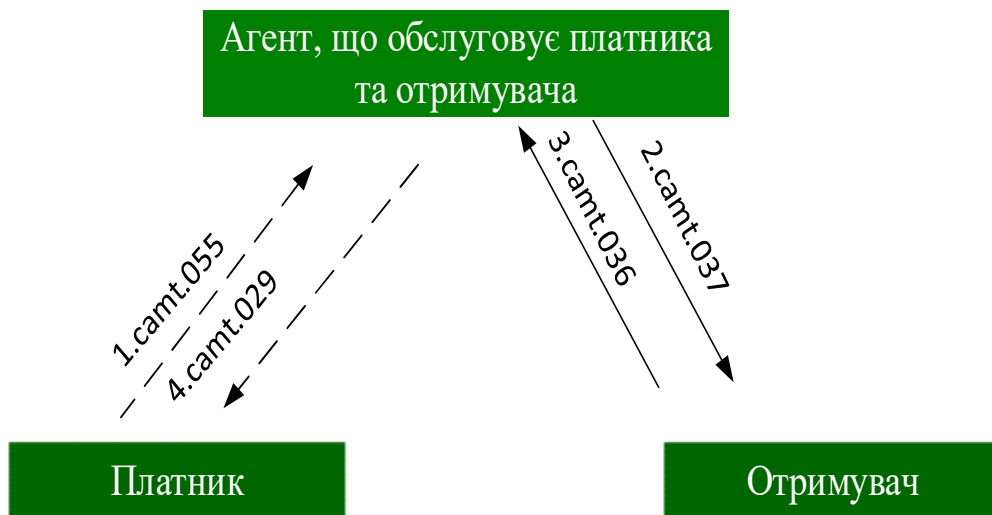 Агент, що обслуговує платника
та отримувача
1.camt.055
4.camt.029
3.camt.036
2.camt.037
Платник
Отримувач